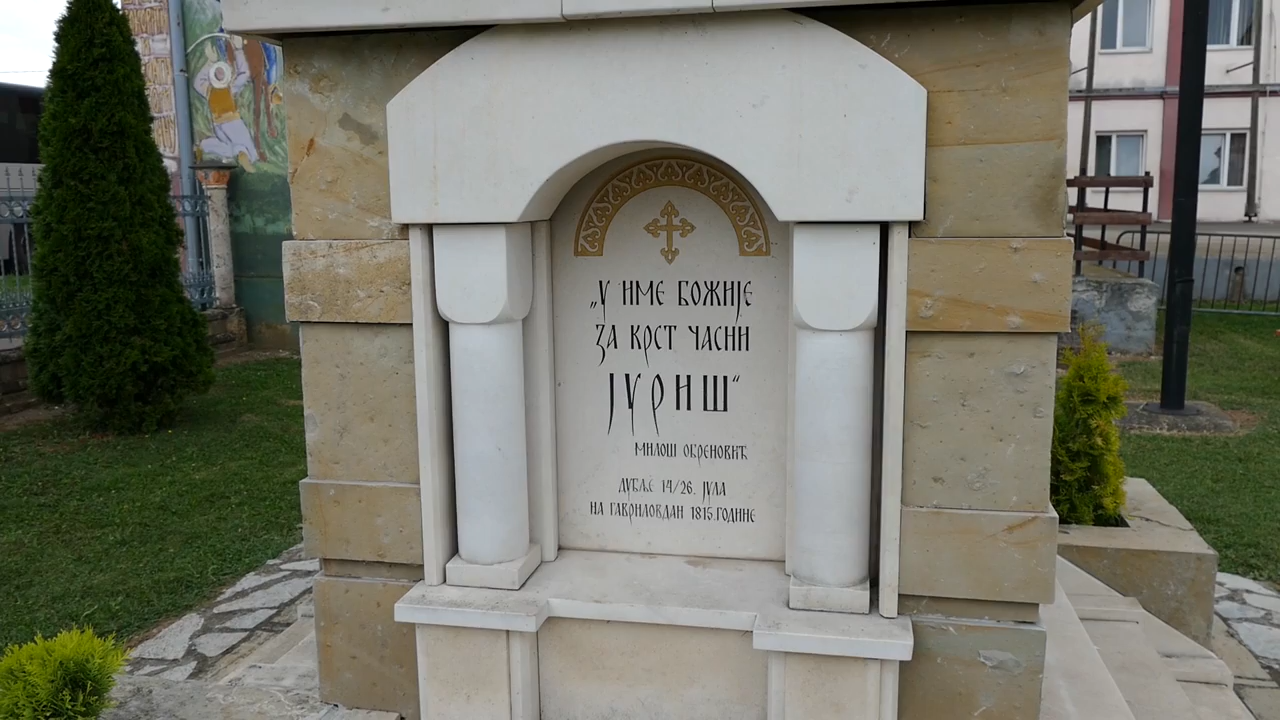 „У ИМЕ БОЖИЈЕ
ЗА КРСТ ЧАСНИ
ЈУРИШ“
МИЛОШ ОБРЕНОВИЋ
ДУБЉЕ 14/26. ЈУЛА
НА ГАВРИЛОВДАН 1815.ГОДИНЕ